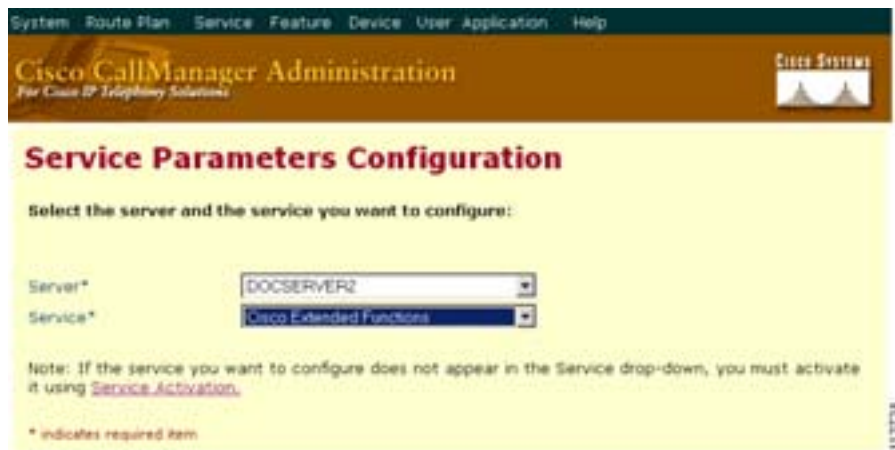 System Route Plan Service Feature Device User Application Help
Cisco CallManager Administration
For Cisco IP Telephony Solutions
CISCO SYSTEMS
Service Parameters Configuration
Select the server and the service you want to configure:
Server* DOCSERVER2
Service* Cisco Extended Functions
Note: If the service you want to configure does not appear in the Service drop-down, you must activate
it using Service Activation.
* indicates required item